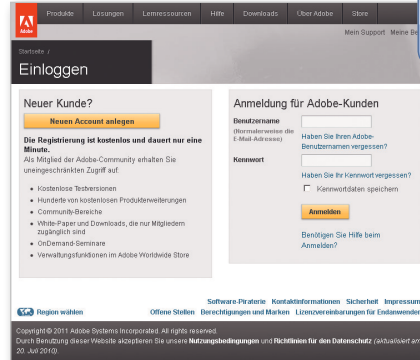 Produkte Lösungen Lernressourcen Hilfe Downloads Über Adobe Store
Adobe
Mein Support Meine Be
Startseite /
Einloggen
Neuer Kunde?
Neuen Account anlegen
Die Registrierung ist kostenlos und dauert nur eine
Minute.
Als Mitglied der Adobe-Community erhalten Sie
uneingeschränkten Zugriff auf:
• Kostenlose Testversionen
• Hunderte von kostenlosen Produkterweiterungen
• Community-Bereiche
• White-Paper und Downloads, die nur Mitgliedern
zugänglich sind
• OnDemand-Seminare
• Verwaltungsfunktionen im Adobe Worldwide Store
Anmeldung für Adobe-Kunden
Benutzername
(Normalerweise die
E-Mail-Adresse)
Haben Sie Ihren Adobe-
Benutzernamen vergessen?
Kennwort
Haben Sie Ihr Kennwort vergessen?
Kennwortdaten speichern
Anmelden
Benötigen Sie Hilfe beim
Anmelden?
Region wählen
Software-Piraterie Kontaktinformationen Sicherheit Impressum
Offene Stellen Berechtigungen und Marken Lizenzvereinbarungen für Endanwender
Copyright © 2011 Adobe Systems Incorporated. All rights reserved.
Durch Benutzung dieser Website akzeptieren Sie unsere Nutzungsbedingungen und Richtlinien für den Datenschutz (aktualisiert am
20. Juli 2010).